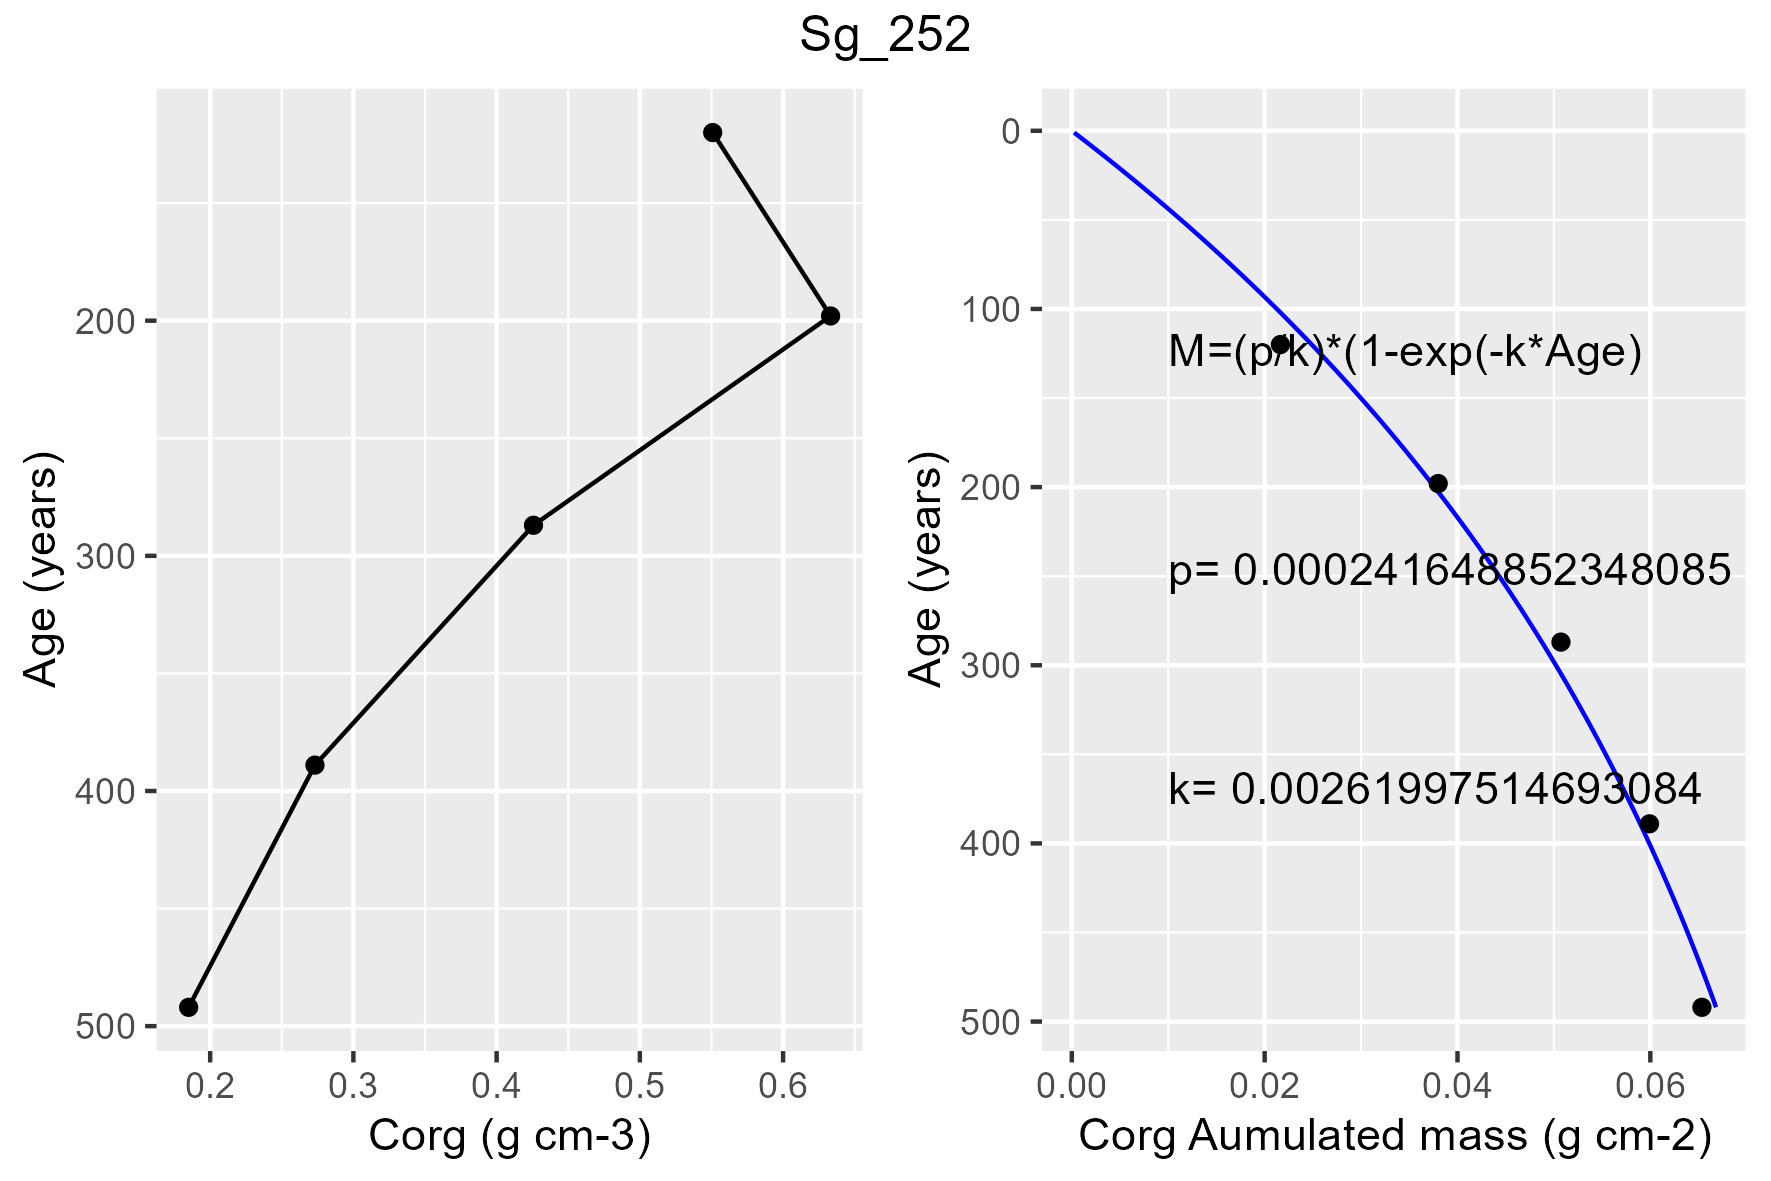 Sg_252
200
300
400
500
0.2 0.3 0.4 0.5 0.6
Corg (g cm-3)
Age (years)
0
100
200
300
400
500
0.00 0.02 0.04 0.06
Corg Aumulated mass (g cm-2)
Age (years)
M=(p/k)*(1-exp(-k*Age)
p= 0.000241648852348085
k= 0.00261997514693084